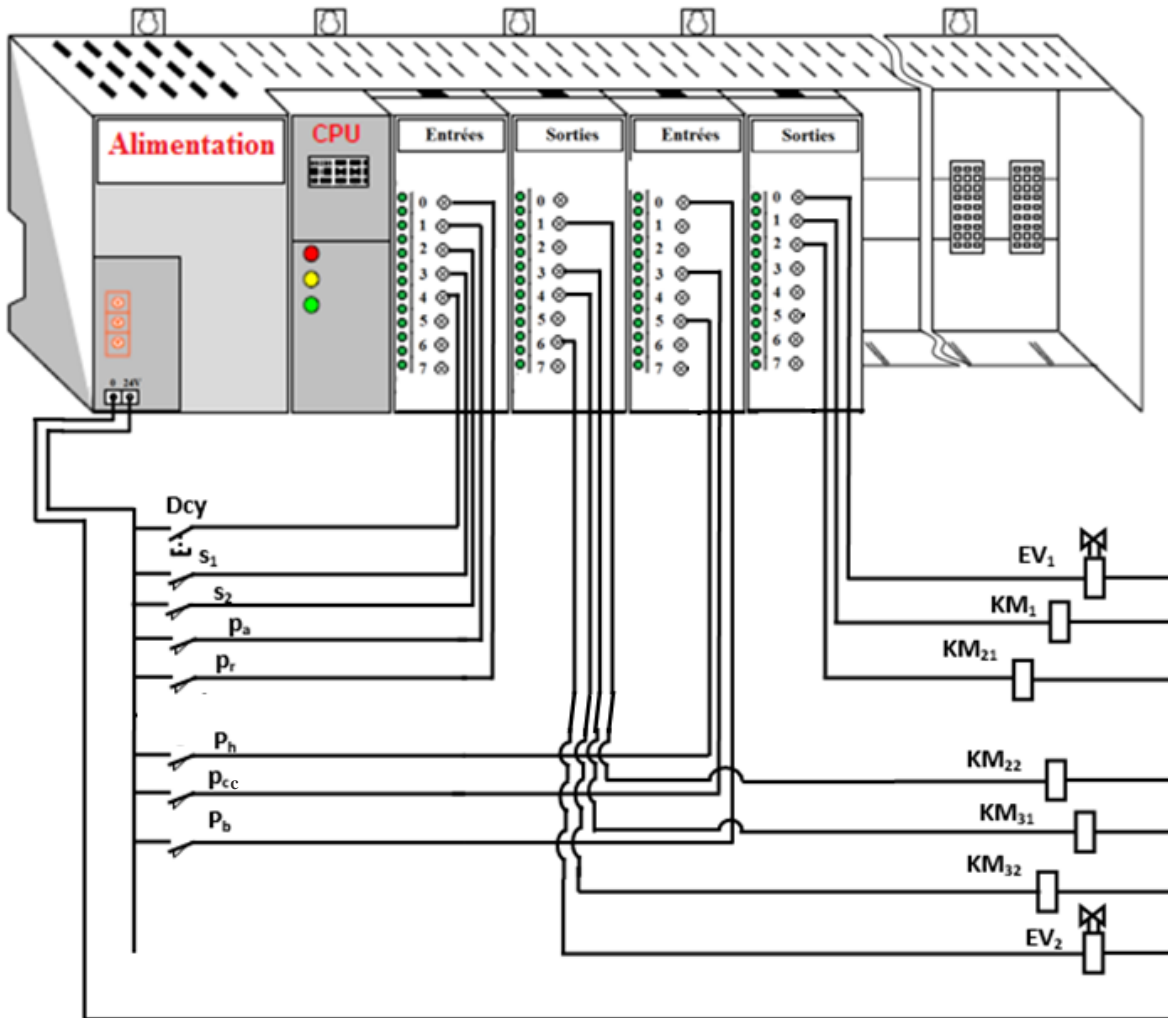 Alimentation
CPU
Entrées
Sorties
Entrées
Sorties
0
1
2
3
4
5
6
7
0
1
2
3
4
5
6
7
0
1
2
3
4
5
6
7
0
1
2
3
4
5
6
7
0 24V
Dcy
s₁
s₂
pₐ
pᵣ
Pₕ
p꜀c
P_b
EV₁
KM₁
KM₂₁
KM₂₂
KM₃₁
KM₃₂
EV₂